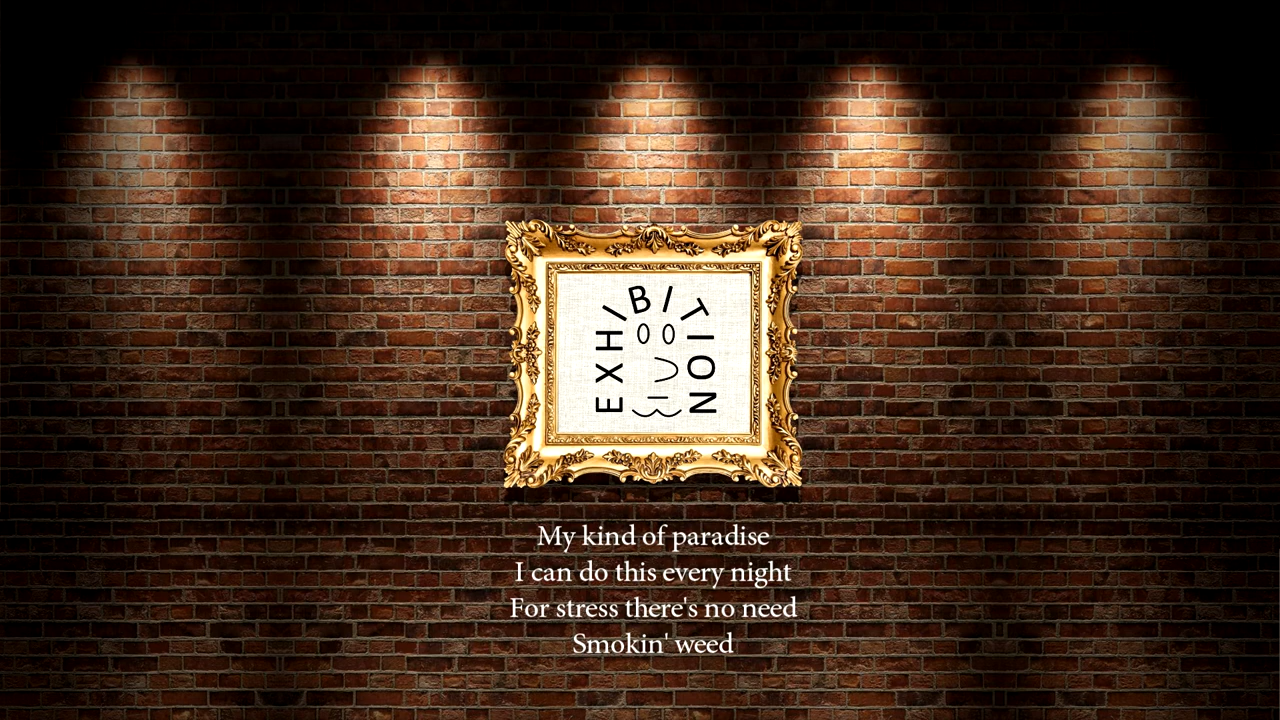 EXHIBITION
My kind of paradise
I can do this every night
For stress there's no need
Smokin' weed